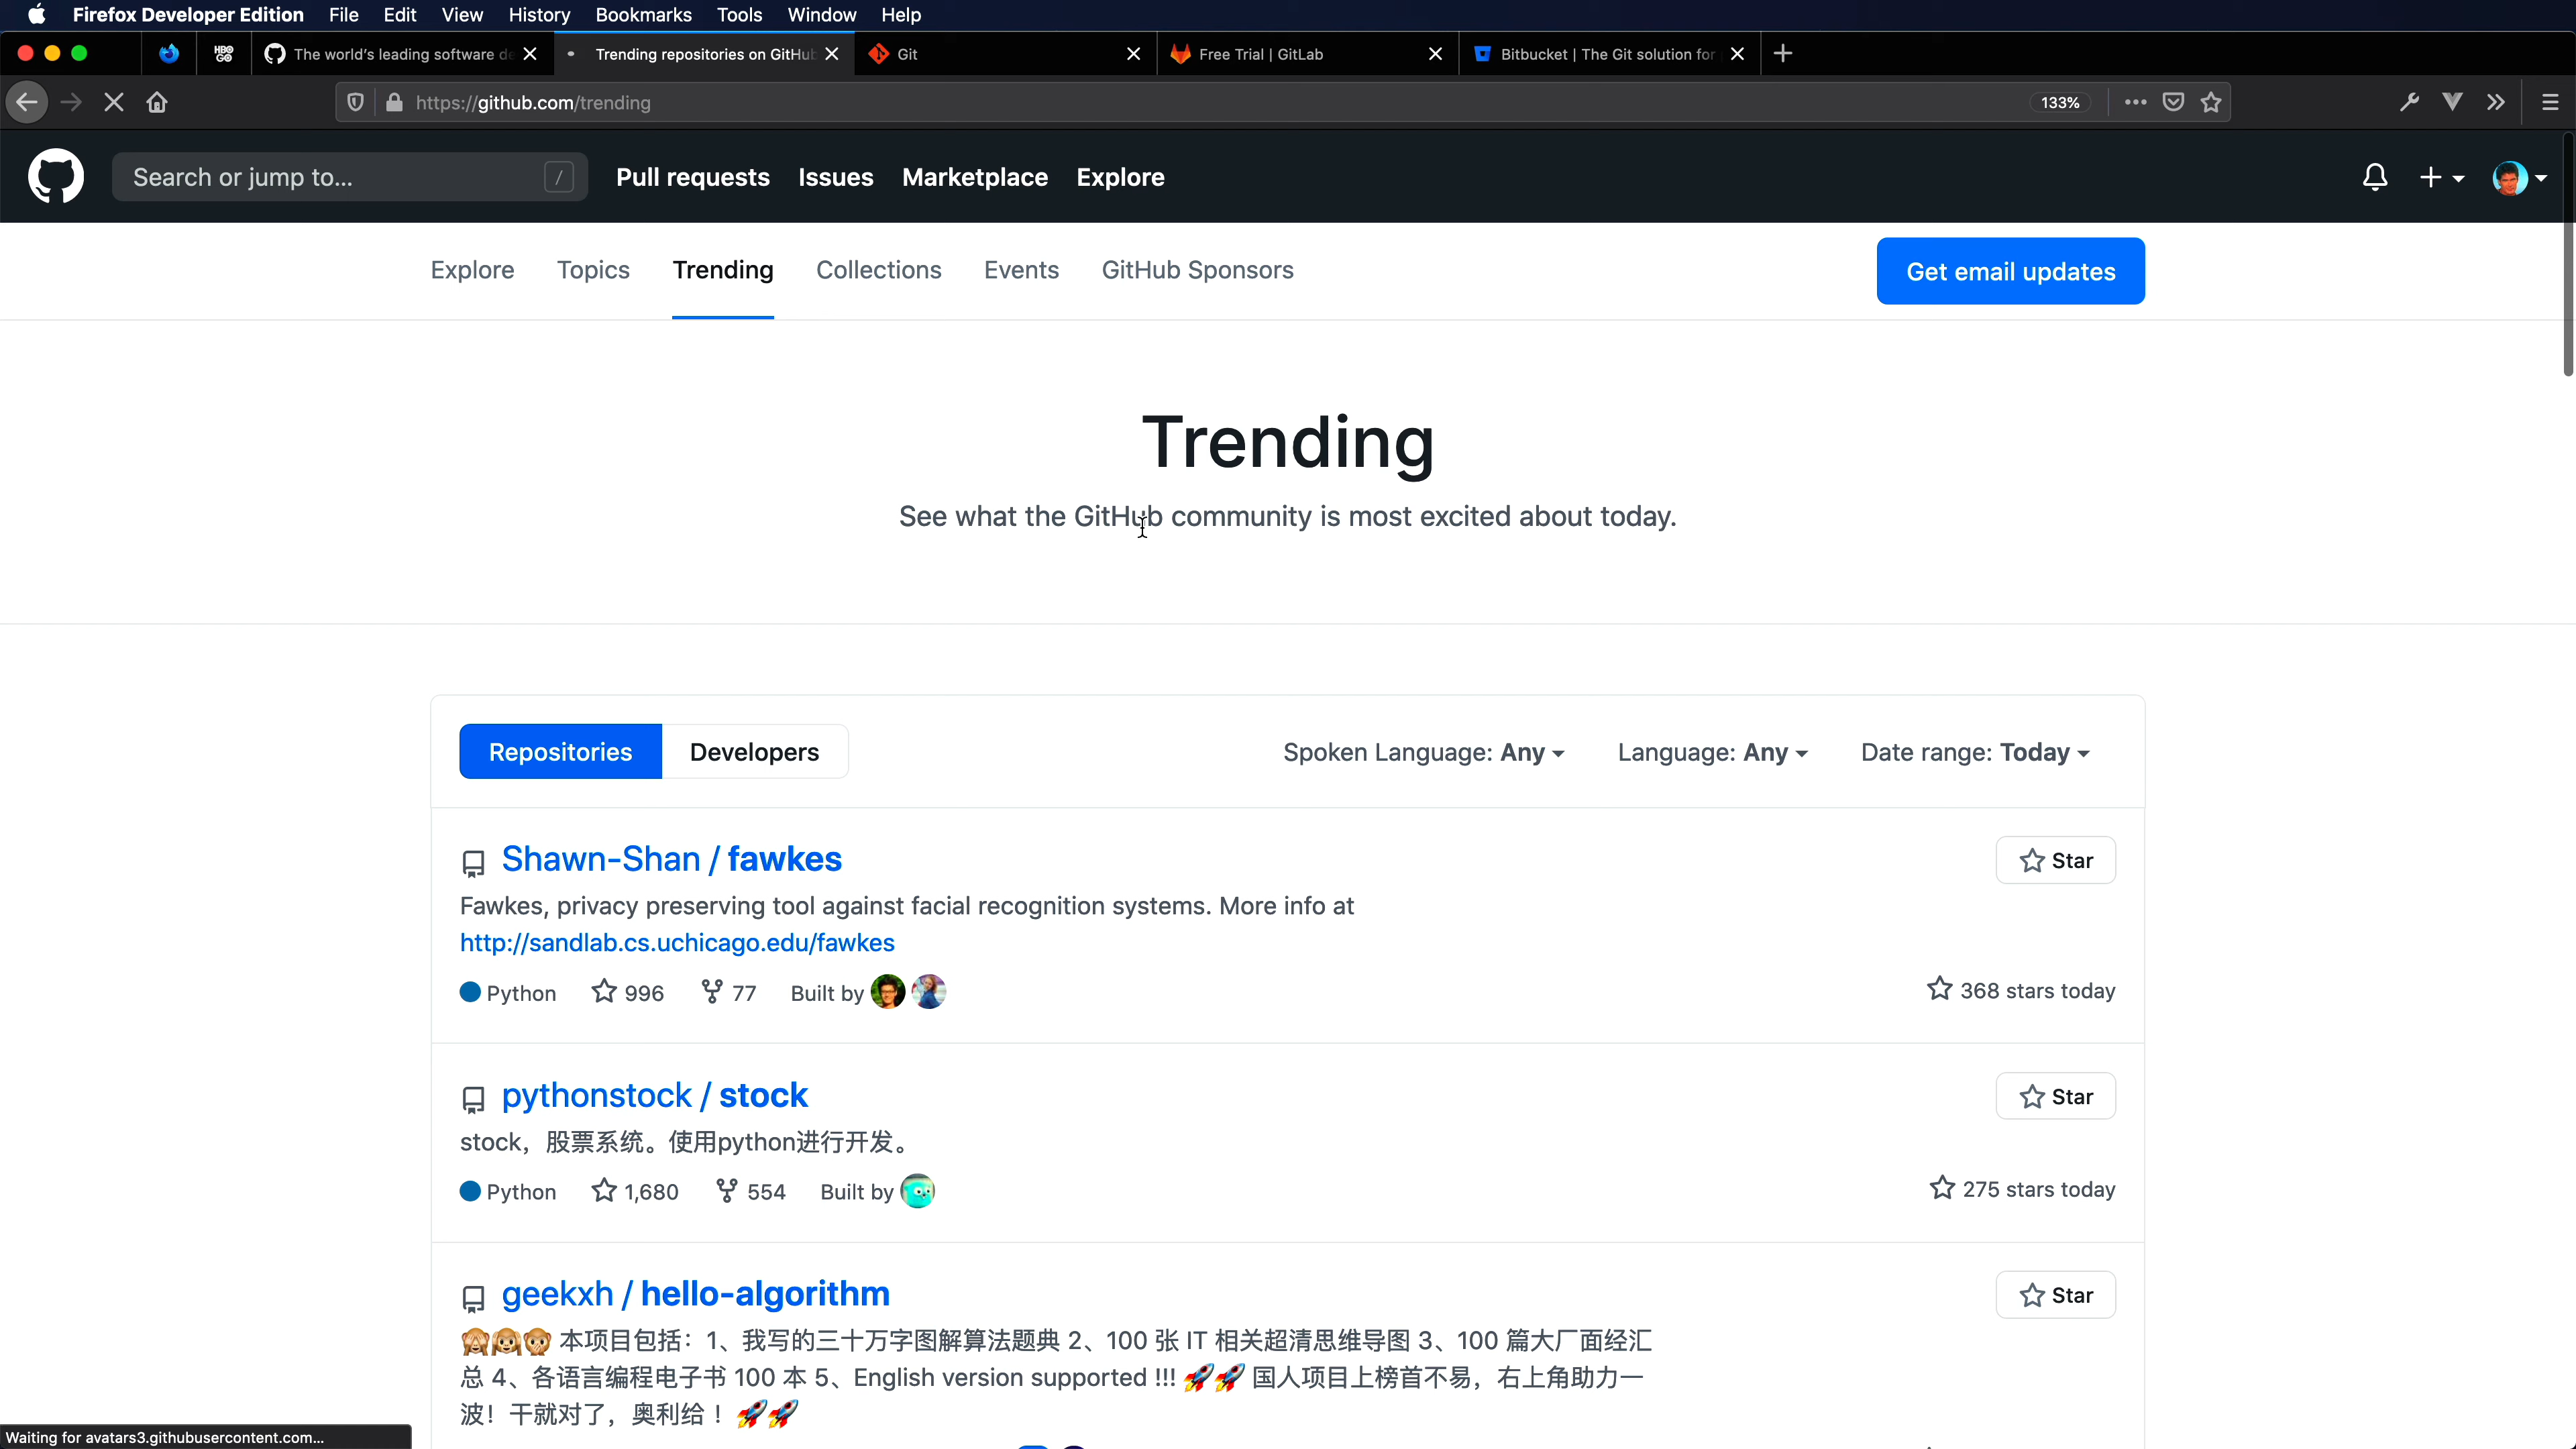 Firefox Developer Edition File Edit View History Bookmarks Tools Window Help
HBO GO The world's leading software de Trending repositories on GitHub Git Free Trial | GitLab Bitbucket | The Git solution for
https://github.com/trending 133%
Search or jump to... / Pull requests Issues Marketplace Explore
Explore Topics Trending Collections Events GitHub Sponsors Get email updates
Trending
See what the GitHub community is most excited about today.
Repositories Developers Spoken Language: Any Language: Any Date range: Today
Shawn-Shan / fawkes Star
Fawkes, privacy preserving tool against facial recognition systems. More info at
http://sandlab.cs.uchicago.edu/fawkes
Python 996 77 Built by 368 stars today
pythonstock / stock Star
stock，股票系统。使用python进行开发。
Python 1,680 554 Built by 275 stars today
geekxh / hello-algorithm Star
🙈🙉🙊 本项目包括：1、我写的三十万字图解算法题典 2、100 张 IT 相关超清思维导图 3、100 篇大厂面经汇
总 4、各语言编程电子书 100 本 5、English version supported !!! 🚀🚀 国人项目上榜首不易，右上角助力一
波！干就对了，奥利给 ！🚀🚀
Waiting for avatars3.githubusercontent.com...